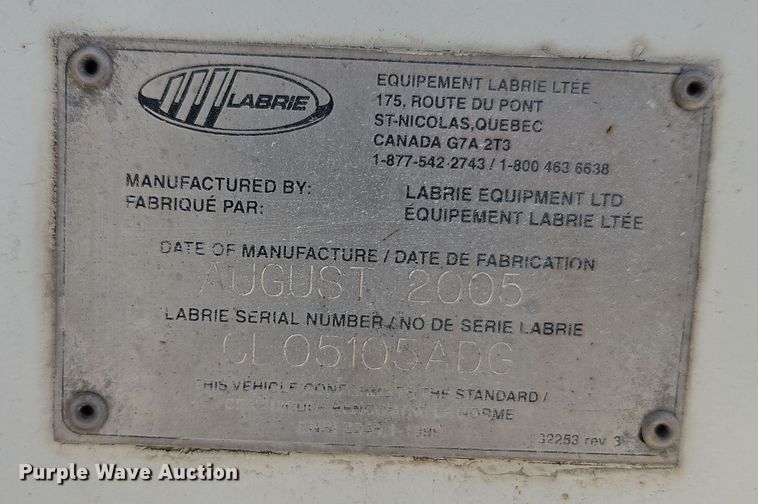 LABRIE
EQUIPEMENT LABRIE LTÉE
175, ROUTE DU PONT
ST-NICOLAS, QUEBEC
CANADA G7A 2T3
1-877-542-2743 / 1-800 463 6638
MANUFACTURED BY: LABRIE EQUIPMENT LTD
FABRIQUÉ PAR: ÉQUIPEMENT LABRIE LTÉE
DATE OF MANUFACTURE / DATE DE FABRICATION
AUGUST 2005
LABRIE SERIAL NUMBER / NO DE SERIE LABRIE
CL05105ADG
THIS VEHICLE THE STANDARD /
NORME
rev. 3
Purple Wave Auction